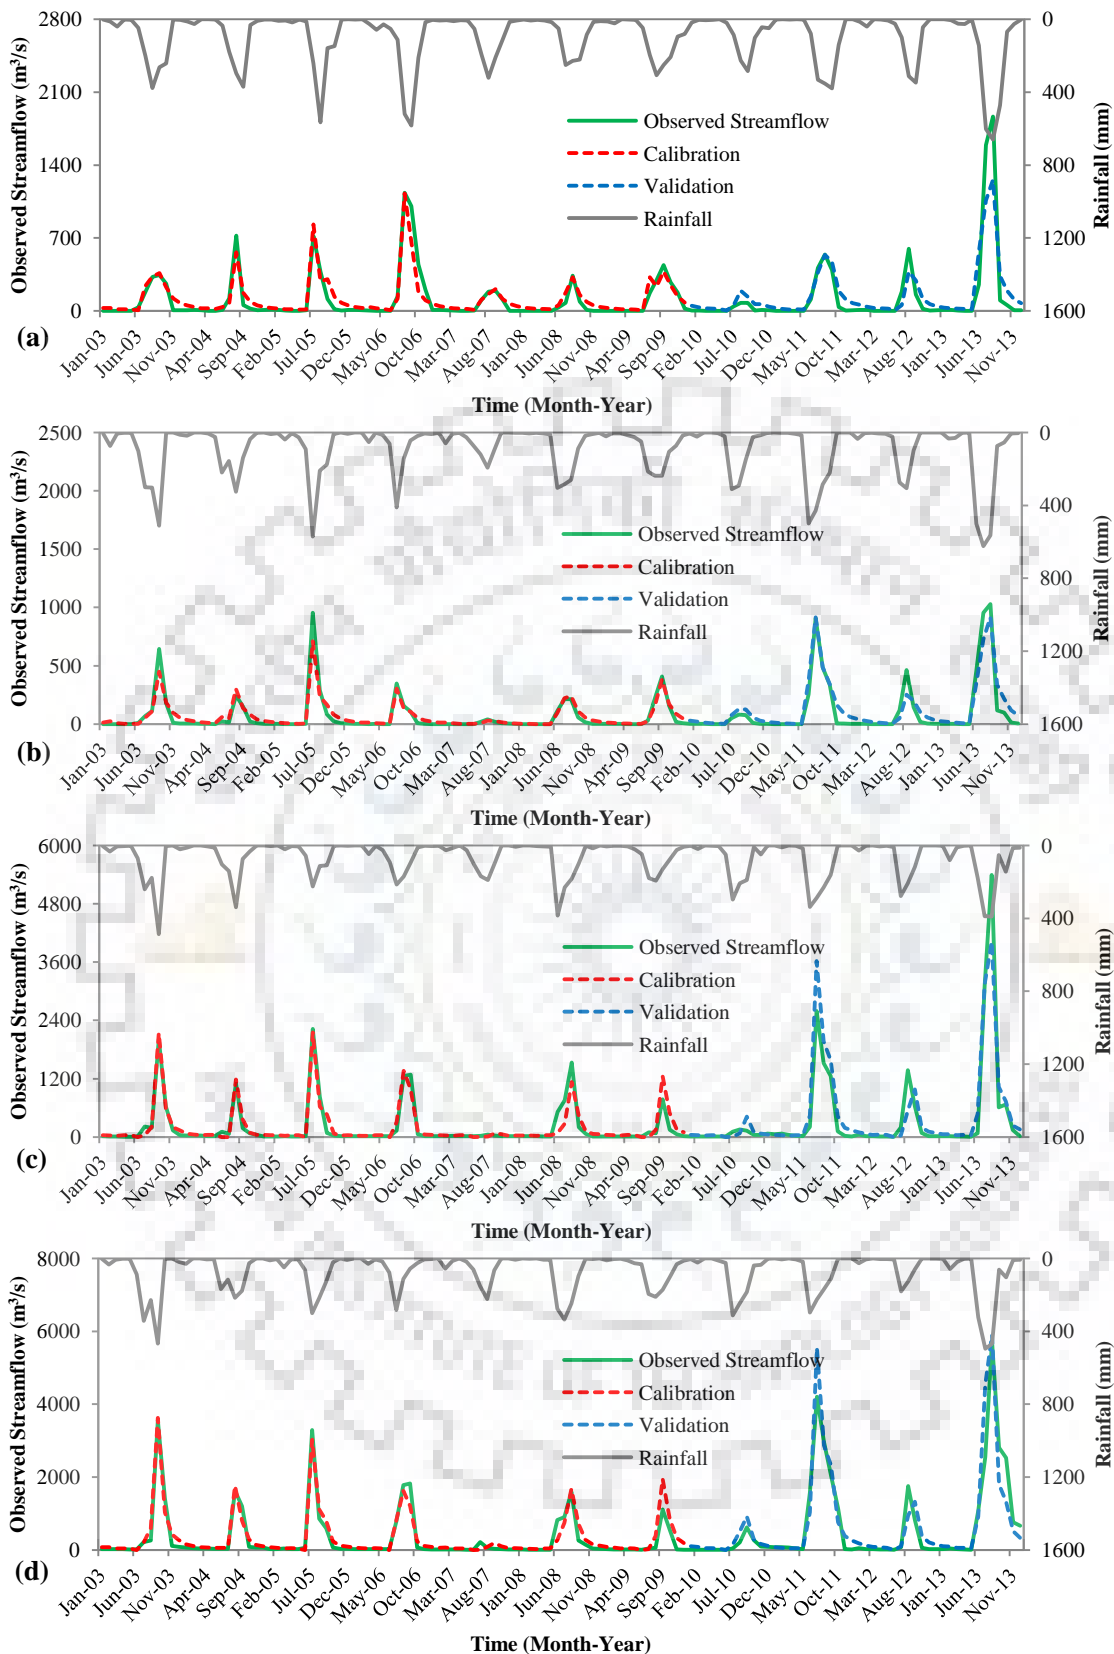 2800
2100
1400
700
0
Observed Streamflow (m³/s)
0
400
800
1200
1600
Rainfall (mm)
Observed Streamflow
Calibration
Validation
Rainfall
(a)
Jan-03
Jun-03
Nov-03
Apr-04
Sep-04
Feb-05
Jul-05
Dec-05
May-06
Oct-06
Mar-07
Aug-07
Jan-08
Jun-08
Nov-08
Apr-09
Sep-09
Feb-10
Jul-10
Dec-10
May-11
Oct-11
Mar-12
Aug-12
Jan-13
Jun-13
Nov-13
Time (Month-Year)
2500
2000
1500
1000
500
0
Observed Streamflow (m³/s)
0
400
800
1200
1600
Rainfall (mm)
Observed Streamflow
Calibration
Validation
Rainfall
(b)
Jan-03
Jun-03
Nov-03
Apr-04
Sep-04
Feb-05
Jul-05
Dec-05
May-06
Oct-06
Mar-07
Aug-07
Jan-08
Jun-08
Nov-08
Apr-09
Sep-09
Feb-10
Jul-10
Dec-10
May-11
Oct-11
Mar-12
Aug-12
Jan-13
Jun-13
Nov-13
Time (Month-Year)
6000
4800
3600
2400
1200
0
Observed Streamflow (m³/s)
0
400
800
1200
1600
Rainfall (mm)
Observed Streamflow
Calibration
Validation
Rainfall
(c)
Jan-03
Jun-03
Nov-03
Apr-04
Sep-04
Feb-05
Jul-05
Dec-05
May-06
Oct-06
Mar-07
Aug-07
Jan-08
Jun-08
Nov-08
Apr-09
Sep-09
Feb-10
Jul-10
Dec-10
May-11
Oct-11
Mar-12
Aug-12
Jan-13
Jun-13
Nov-13
Time (Month-Year)
8000
6000
4000
2000
0
Observed Streamflow (m³/s)
0
400
800
1200
1600
Rainfall (mm)
Observed Streamflow
Calibration
Validation
Rainfall
(d)
Jan-03
Jun-03
Nov-03
Apr-04
Sep-04
Feb-05
Jul-05
Dec-05
May-06
Oct-06
Mar-07
Aug-07
Jan-08
Jun-08
Nov-08
Apr-09
Sep-09
Feb-10
Jul-10
Dec-10
May-11
Oct-11
Mar-12
Aug-12
Jan-13
Jun-13
Nov-13
Time (Month-Year)